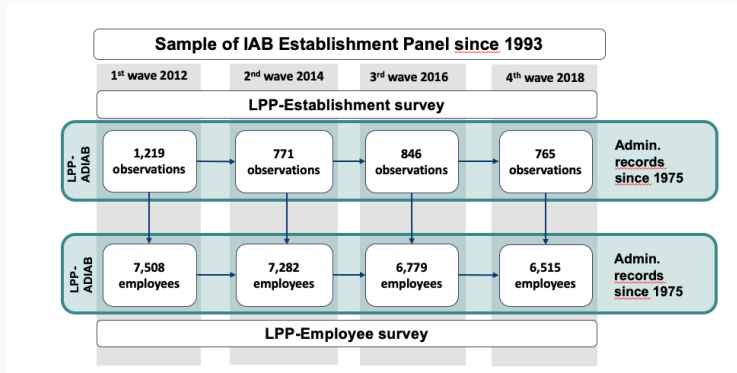 Sample of IAB Establishment Panel since 1993
1st wave 2012
2nd wave 2014
3rd wave 2016
4th wave 2018
LPP-Establishment survey
LPP-
ADIAB
1,219
observations
771
observations
846
observations
765
observations
Admin.
records
since 1975
LPP-
ADIAB
7,508
employees
7,282
employees
6,779
employees
6,515
employees
Admin.
records
since 1975
LPP-Employee survey